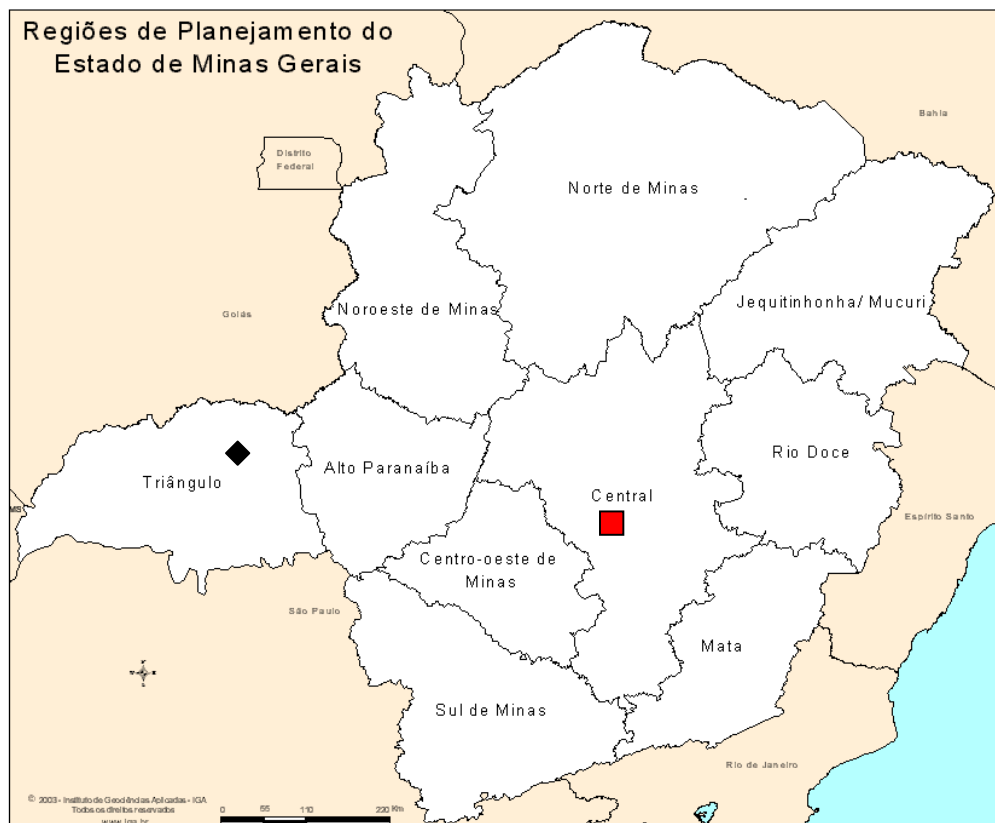 Regiões de Planejamento do
Estado de Minas Gerais
Bahia
Distrito
Federal
Norte de Minas
Jequitinhonha/ Mucuri
Goiás
Noroeste de Minas
Rio Doce
Alto Paranaíba
Triângulo
Central
MS
Espírito Santo
Centro-oeste de
Minas
São Paulo
Mata
Sul de Minas
Rio de Janeiro
© 2003 - Instituto de Geociências Aplicadas - IGA
Todos os direitos reservados
www.iga.br
0 55 110 220 Km